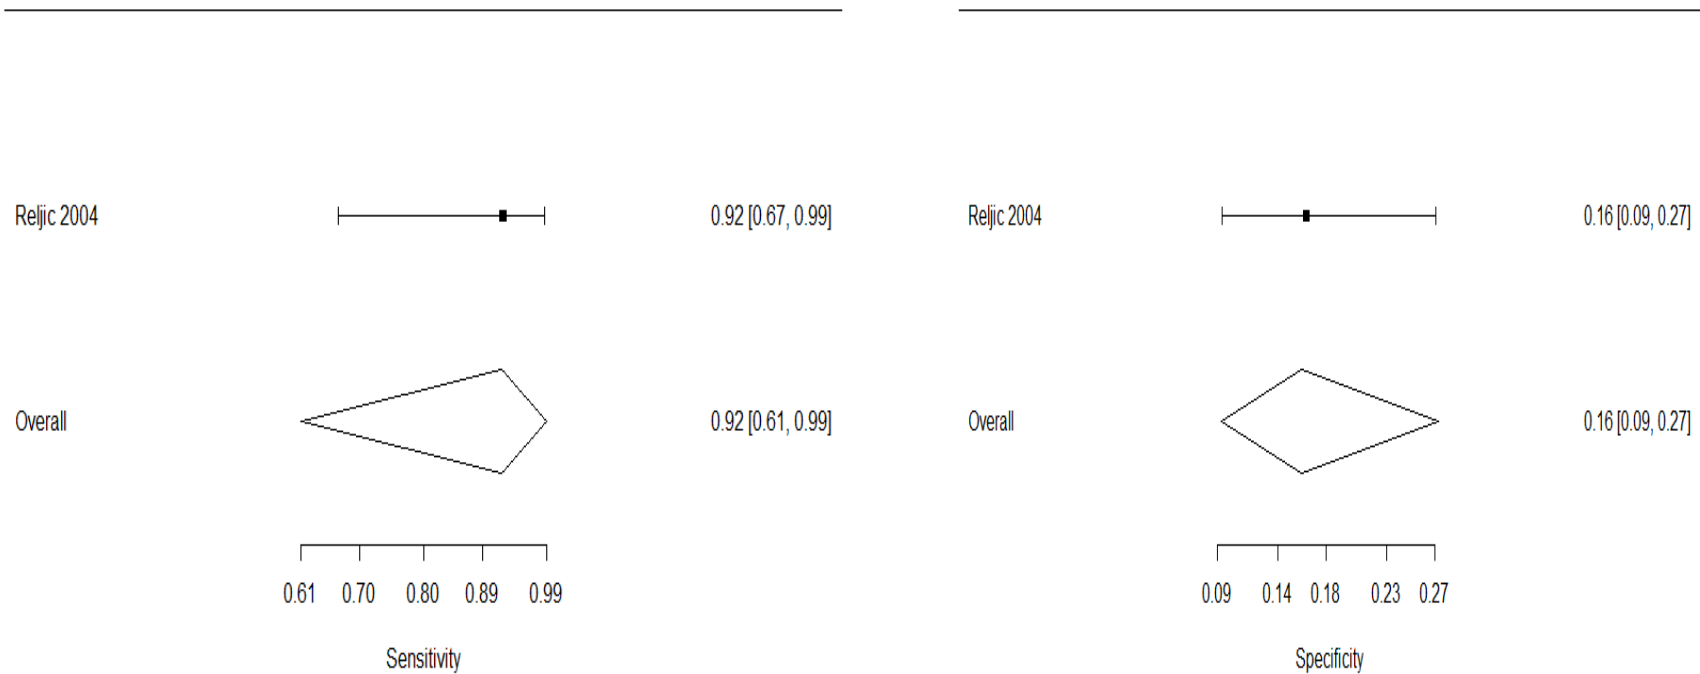 Reljic 2004 0.92 [0.67, 0.99]
Overall 0.92 [0.61, 0.99]
0.61 0.70 0.80 0.89 0.99
Sensitivity
Reljic 2004 0.16 [0.09, 0.27]
Overall 0.16 [0.09, 0.27]
0.09 0.14 0.18 0.23 0.27
Specificity